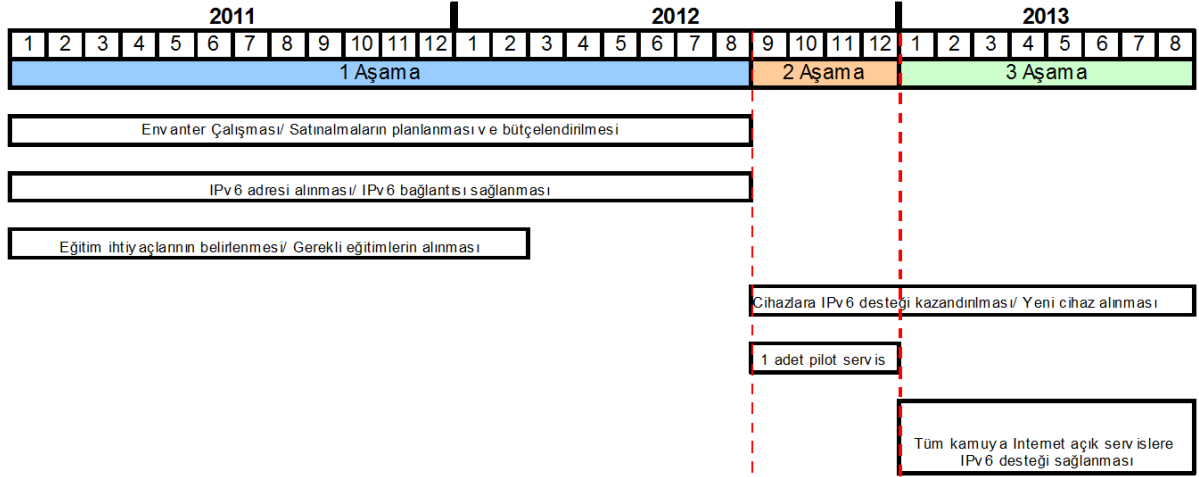 2011 2012 2013
1 2 3 4 5 6 7 8 9 10 11 12 1 2 3 4 5 6 7 8 9 10 11 12 1 2 3 4 5 6 7 8
1 Aşama 2 Aşama 3 Aşama
Envanter Çalışması/ Satınalmaların planlanması ve bütçelendirilmesi
IPv6 adresi alınması/ IPv6 bağlantısı sağlanması
Eğitim ihtiyaçlarının belirlenmesi/ Gerekli eğitimlerin alınması
Cihazlara IPv6 desteği kazandırılması/ Yeni cihaz alınması
1 adet pilot servis
Tüm kamuya Internet açık servislere
IPv6 desteği sağlanması